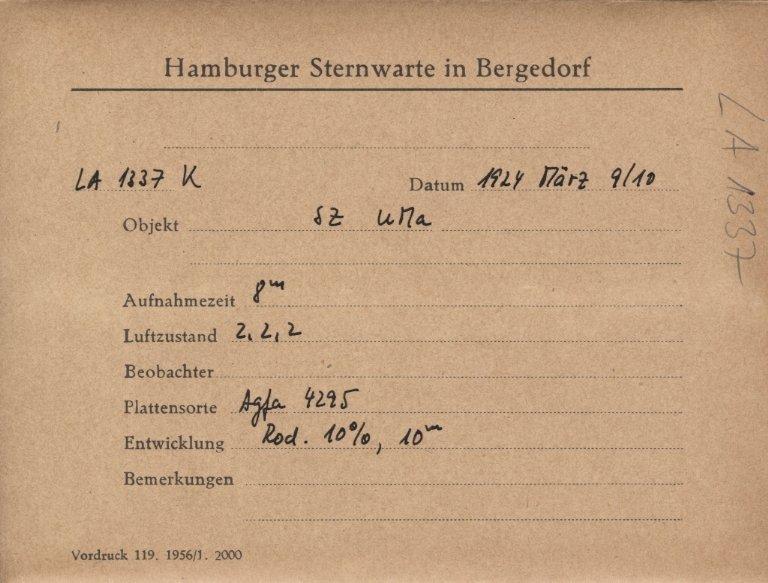 Hamburger Sternwarte in Bergedorf
LA 1337 K Datum 1924 März 9/10
Objekt SZ UMa
Aufnahmezeit 8m
Luftzustand 2, 2, 2
Beobachter
Plattensorte Agfa 4295
Entwicklung Rod. 10%, 10m
Bemerkungen
Vordruck 119. 1956/1. 2000
LA 1337